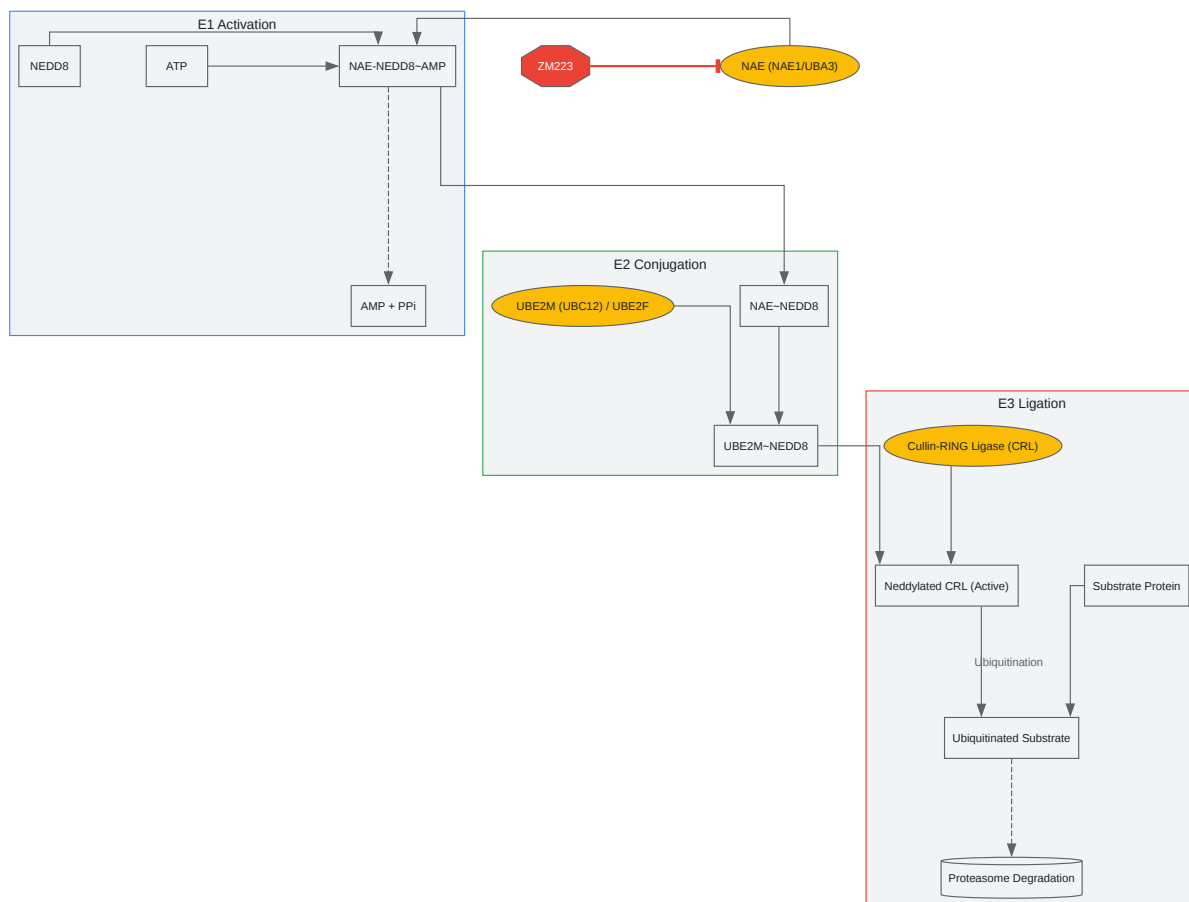 E1 Activation
NEDD8
ATP
NAE-NEDD8~AMP
ZM223
NAE (NAE1/UBA3)
AMP + PPi
E2 Conjugation
UBE2M (UBC12) / UBE2F
NAE~NEDD8
UBE2M~NEDD8
E3 Ligation
Cullin-RING Ligase (CRL)
Neddylated CRL (Active)
Substrate Protein
Ubiquitination
Ubiquitinated Substrate
Proteasome Degradation